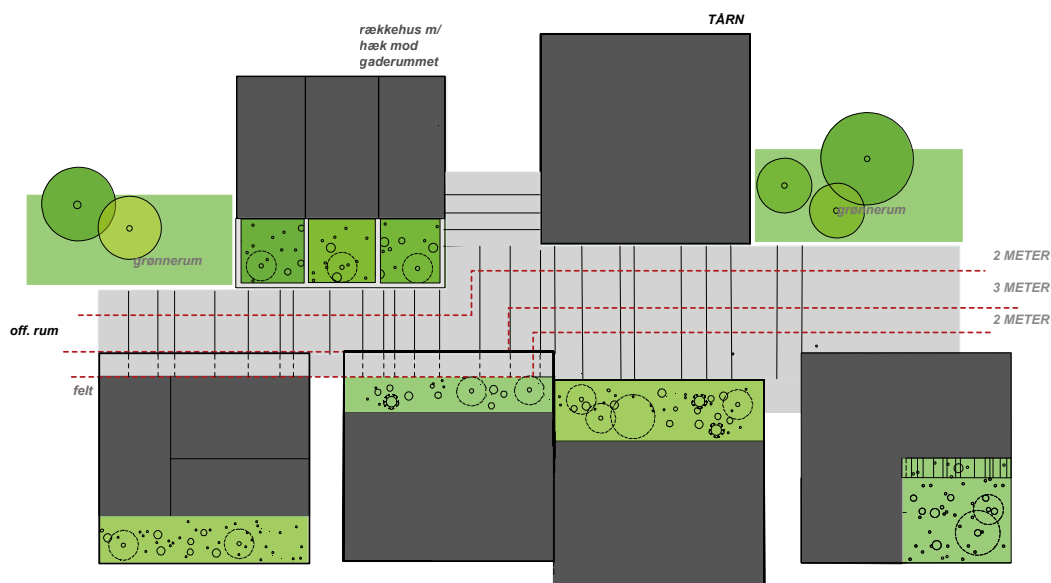 TÅRN
rækkehus m/
hæk mod
gaderummet
grønnerum
grønnerum
2 METER
3 METER
2 METER
off. rum
felt